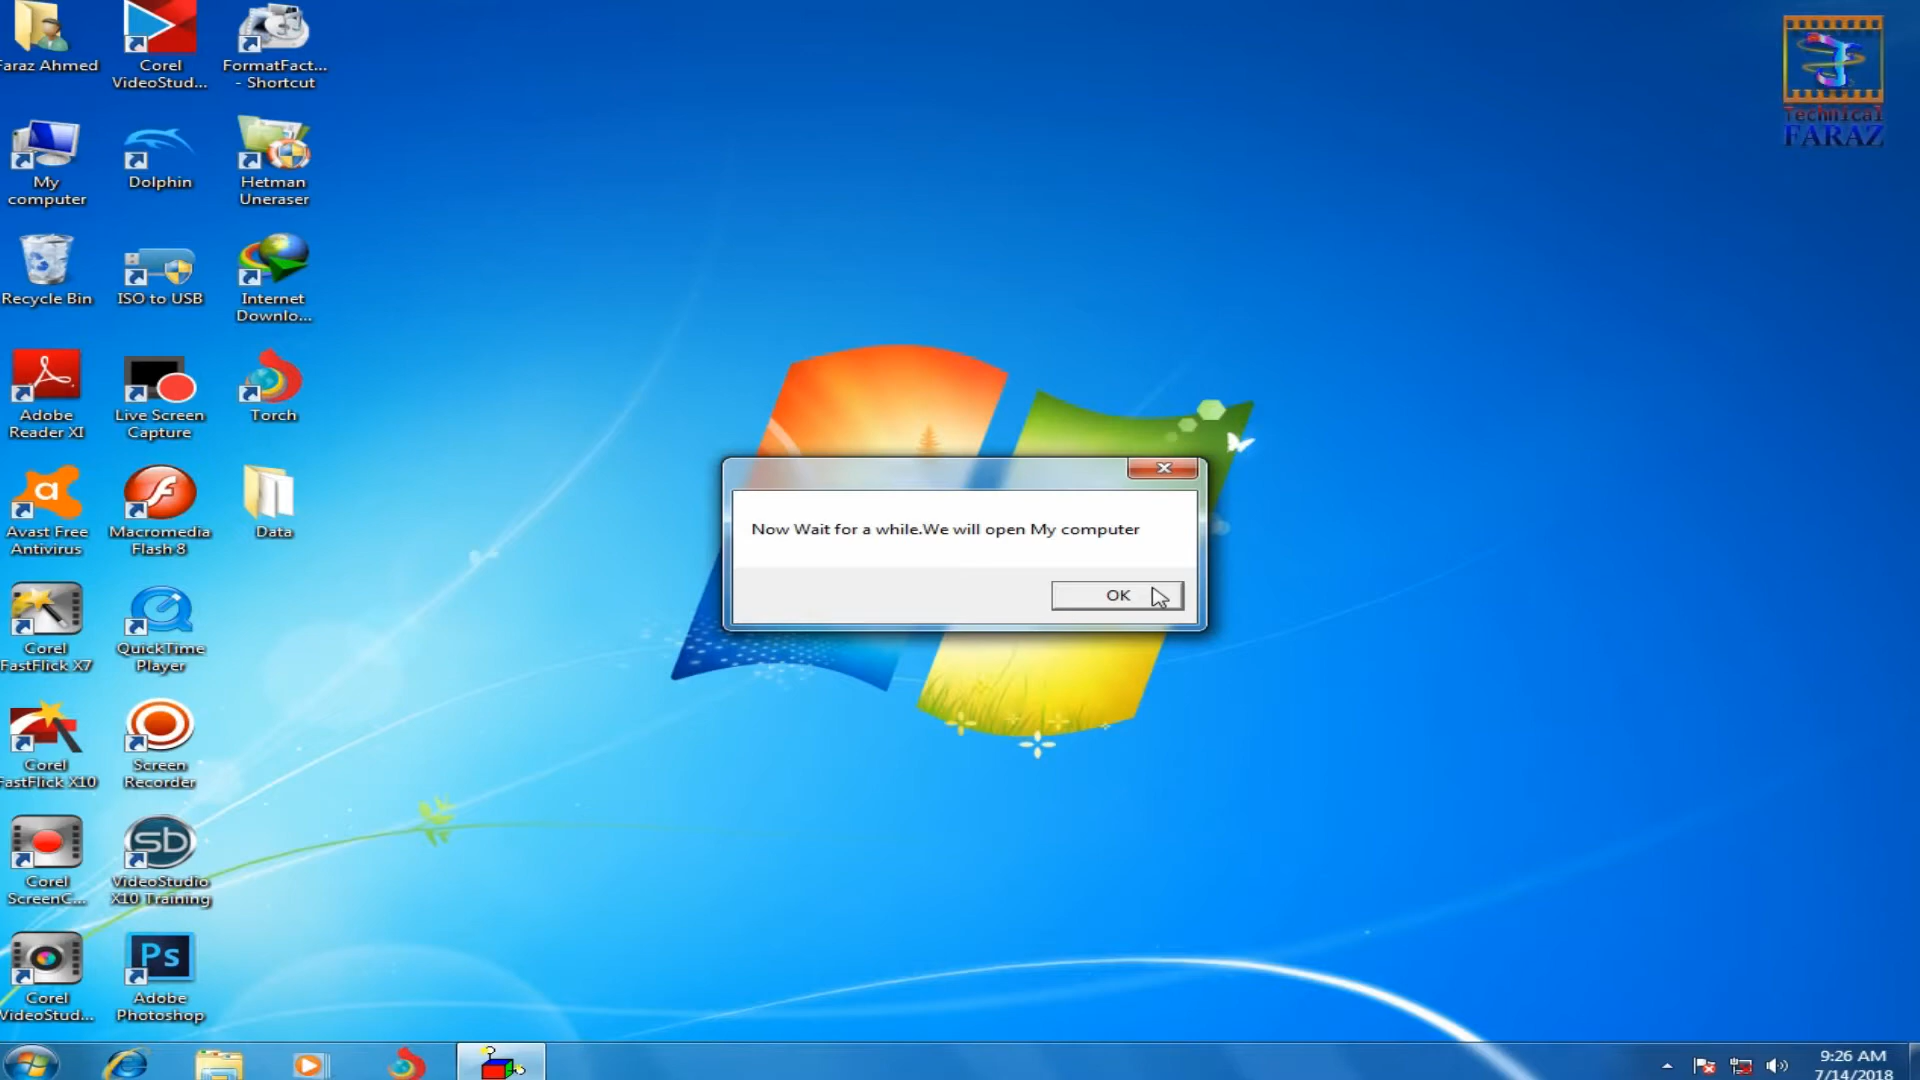 Faraz Ahmed
Corel
VideoStud...
FormatFact...
- Shortcut
Technical
FARAZ
My
computer
Dolphin
Hetman
Uneraser
Recycle Bin
ISO to USB
Internet
Downlo...
Adobe
Reader XI
Live Screen
Capture
Torch
Avast Free
Antivirus
Macromedia
Flash 8
Data
Now Wait for a while.We will open My computer
OK
Corel
FastFlick X7
QuickTime
Player
Corel
FastFlick X10
Screen
Recorder
Corel
ScreenC...
sb
VideoStudio
X10 Training
Corel
VideoStud...
Ps
Adobe
Photoshop
9:26 AM
7/14/2018